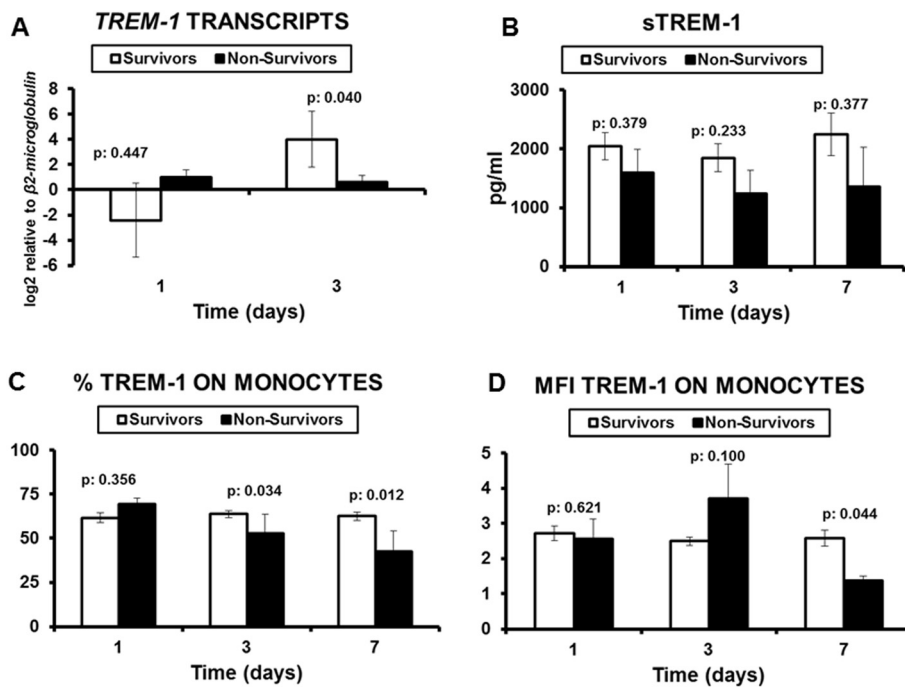 A
TREM-1 TRANSCRIPTS
Survivors Non-Survivors
log2 relative to β2-microglobulin
8
6
4
2
0
-2
-4
-6
p: 0.447
p: 0.040
1 3
Time (days)
B
sTREM-1
Survivors Non-Survivors
pg/ml
3000
2000
1000
0
p: 0.379
p: 0.233
p: 0.377
1 3 7
Time (days)
C
% TREM-1 ON MONOCYTES
Survivors Non-Survivors
100
75
50
25
0
p: 0.356
p: 0.034
p: 0.012
1 3 7
Time (days)
D
MFI TREM-1 ON MONOCYTES
Survivors Non-Survivors
5
4
3
2
1
0
p: 0.621
p: 0.100
p: 0.044
1 3 7
Time (days)